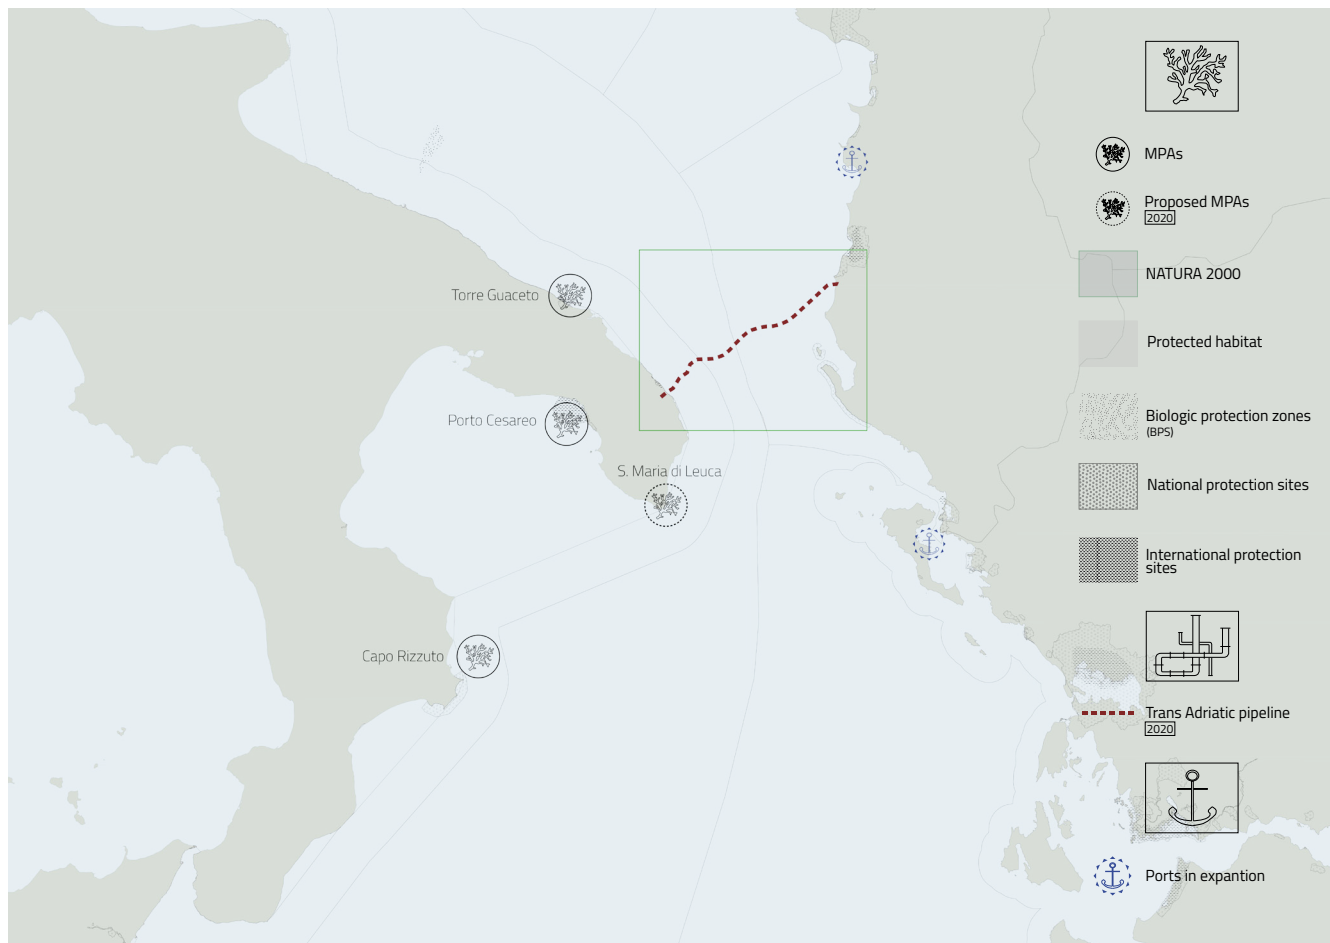 MPAs
Proposed MPAs
2020
NATURA 2000
Torre Guaceto
Protected habitat
Porto Cesareo
Biologic protection zones
(BPS)
S. Maria di Leuca
National protection sites
International protection
sites
Capo Rizzuto
Trans Adriatic pipeline
2020
Ports in expantion